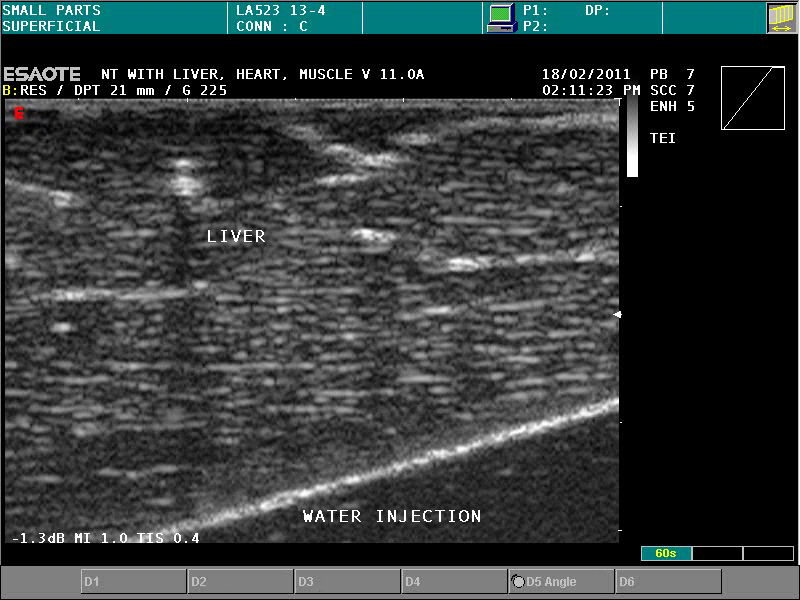 SMALL PARTS LA523 13-4 P1: DP:
SUPERFICIAL CONN : C P2:
ESAOTE NT WITH LIVER, HEART, MUSCLE V 11.0A 18/02/2011 PB 7
B:RES / DPT 21 mm / G 225 02:11:23 PM SCC 7
E ENH 5
TEI
LIVER
WATER INJECTION
-1.3dB MI 1.0 TIS 0.4
60s
D1 D2 D3 D4 D5 Angle D6